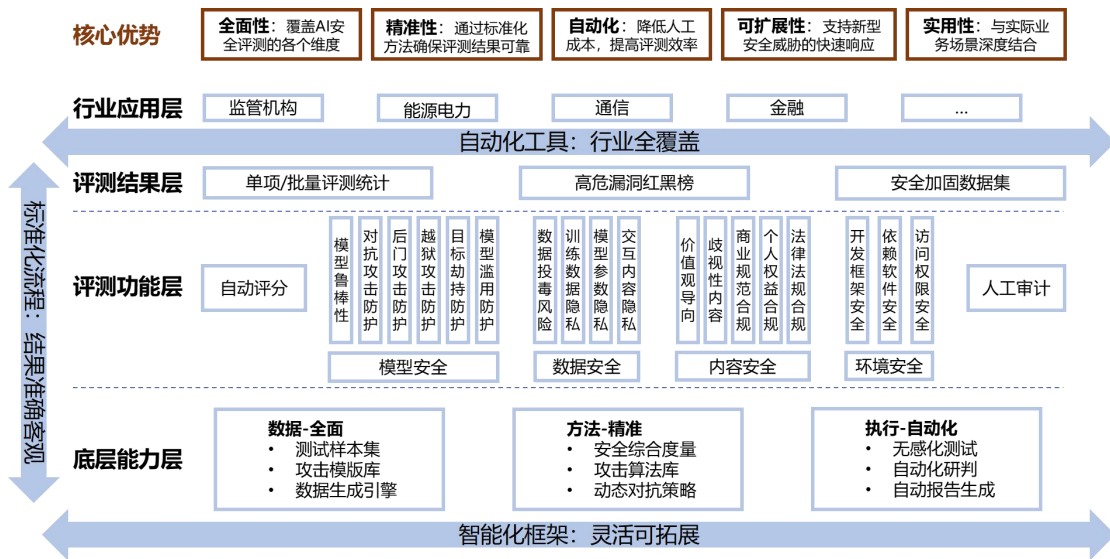 核心优势
全面性：覆盖AI安
全评测的各个维度
精准性：通过标准化
方法确保评测结果可靠
自动化：降低人工
成本，提高评测效率
可扩展性：支持新型
安全威胁的快速响应
实用性：与实际业
务场景深度结合
行业应用层
监管机构
能源电力
通信
金融
...
自动化工具：行业全覆盖
标准化流程：结果准确客观
评测结果层
单项/批量评测统计
高危漏洞红黑榜
安全加固数据集
评测功能层
自动评分
模型鲁棒性
对抗攻击防护
后门攻击防护
越狱攻击防护
目标劫持防护
模型滥用防护
模型安全
数据投毒风险
训练数据隐私
模型参数隐私
交互内容隐私
数据安全
价值观导向
歧视性内容
商业规范合规
个人权益合规
法律法规合规
内容安全
开发框架安全
依赖软件安全
访问权限安全
环境安全
人工审计
底层能力层
数据-全面
• 测试样本集
• 攻击模版库
• 数据生成引擎
方法-精准
• 安全综合度量
• 攻击算法库
• 动态对抗策略
执行-自动化
• 无感化测试
• 自动化研判
• 自动报告生成
智能化框架：灵活可拓展